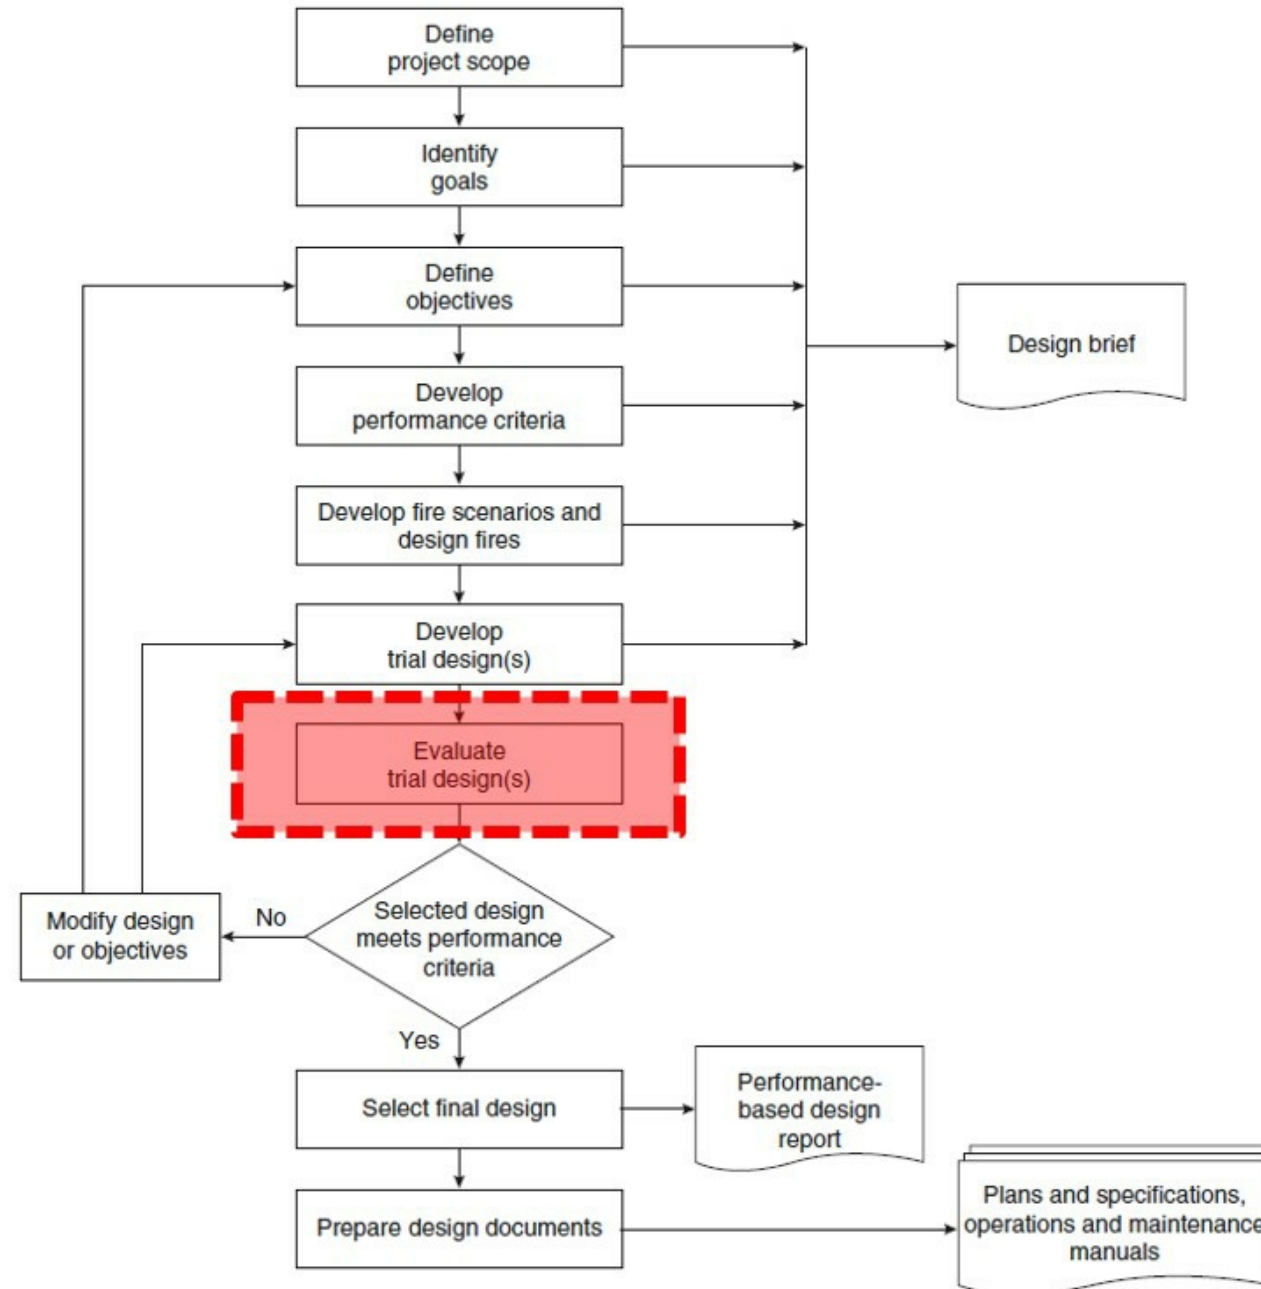 Define
project scope
Identify
goals
Define
objectives
Design brief
Develop
performance criteria
Develop fire scenarios and
design fires
Develop
trial design(s)
Evaluate
trial design(s)
Modify design
or objectives
No
Selected design
meets performance
criteria
Yes
Select final design
Performance-
based design
report
Prepare design documents
Plans and specifications,
operations and maintenance
manuals